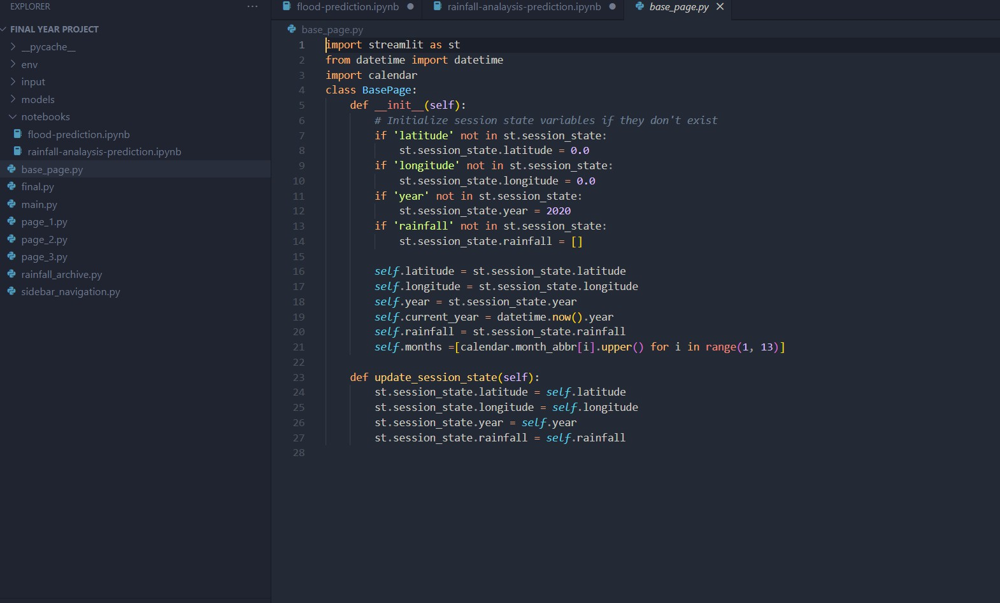 EXPLORER
...
FINAL YEAR PROJECT
__pycache__
env
input
models
notebooks
flood-prediction.ipynb
rainfall-analaysis-prediction.ipynb
base_page.py
final.py
main.py
page_1.py
page_2.py
page_3.py
rainfall_archive.py
sidebar_navigation.py
flood-prediction.ipynb
rainfall-analaysis-prediction.ipynb
base_page.py
base_page.py
1 import streamlit as st
2 from datetime import datetime
3 import calendar
4 class BasePage:
5     def __init__(self):
6         # Initialize session state variables if they don't exist
7         if 'latitude' not in st.session_state:
8             st.session_state.latitude = 0.0
9         if 'longitude' not in st.session_state:
10             st.session_state.longitude = 0.0
11         if 'year' not in st.session_state:
12             st.session_state.year = 2020
13         if 'rainfall' not in st.session_state:
14             st.session_state.rainfall = []
15
16         self.latitude = st.session_state.latitude
17         self.longitude = st.session_state.longitude
18         self.year = st.session_state.year
19         self.current_year = datetime.now().year
20         self.rainfall = st.session_state.rainfall
21         self.months =[calendar.month_abbr[i].upper() for i in range(1, 13)]
22
23     def update_session_state(self):
24         st.session_state.latitude = self.latitude
25         st.session_state.longitude = self.longitude
26         st.session_state.year = self.year
27         st.session_state.rainfall = self.rainfall
28